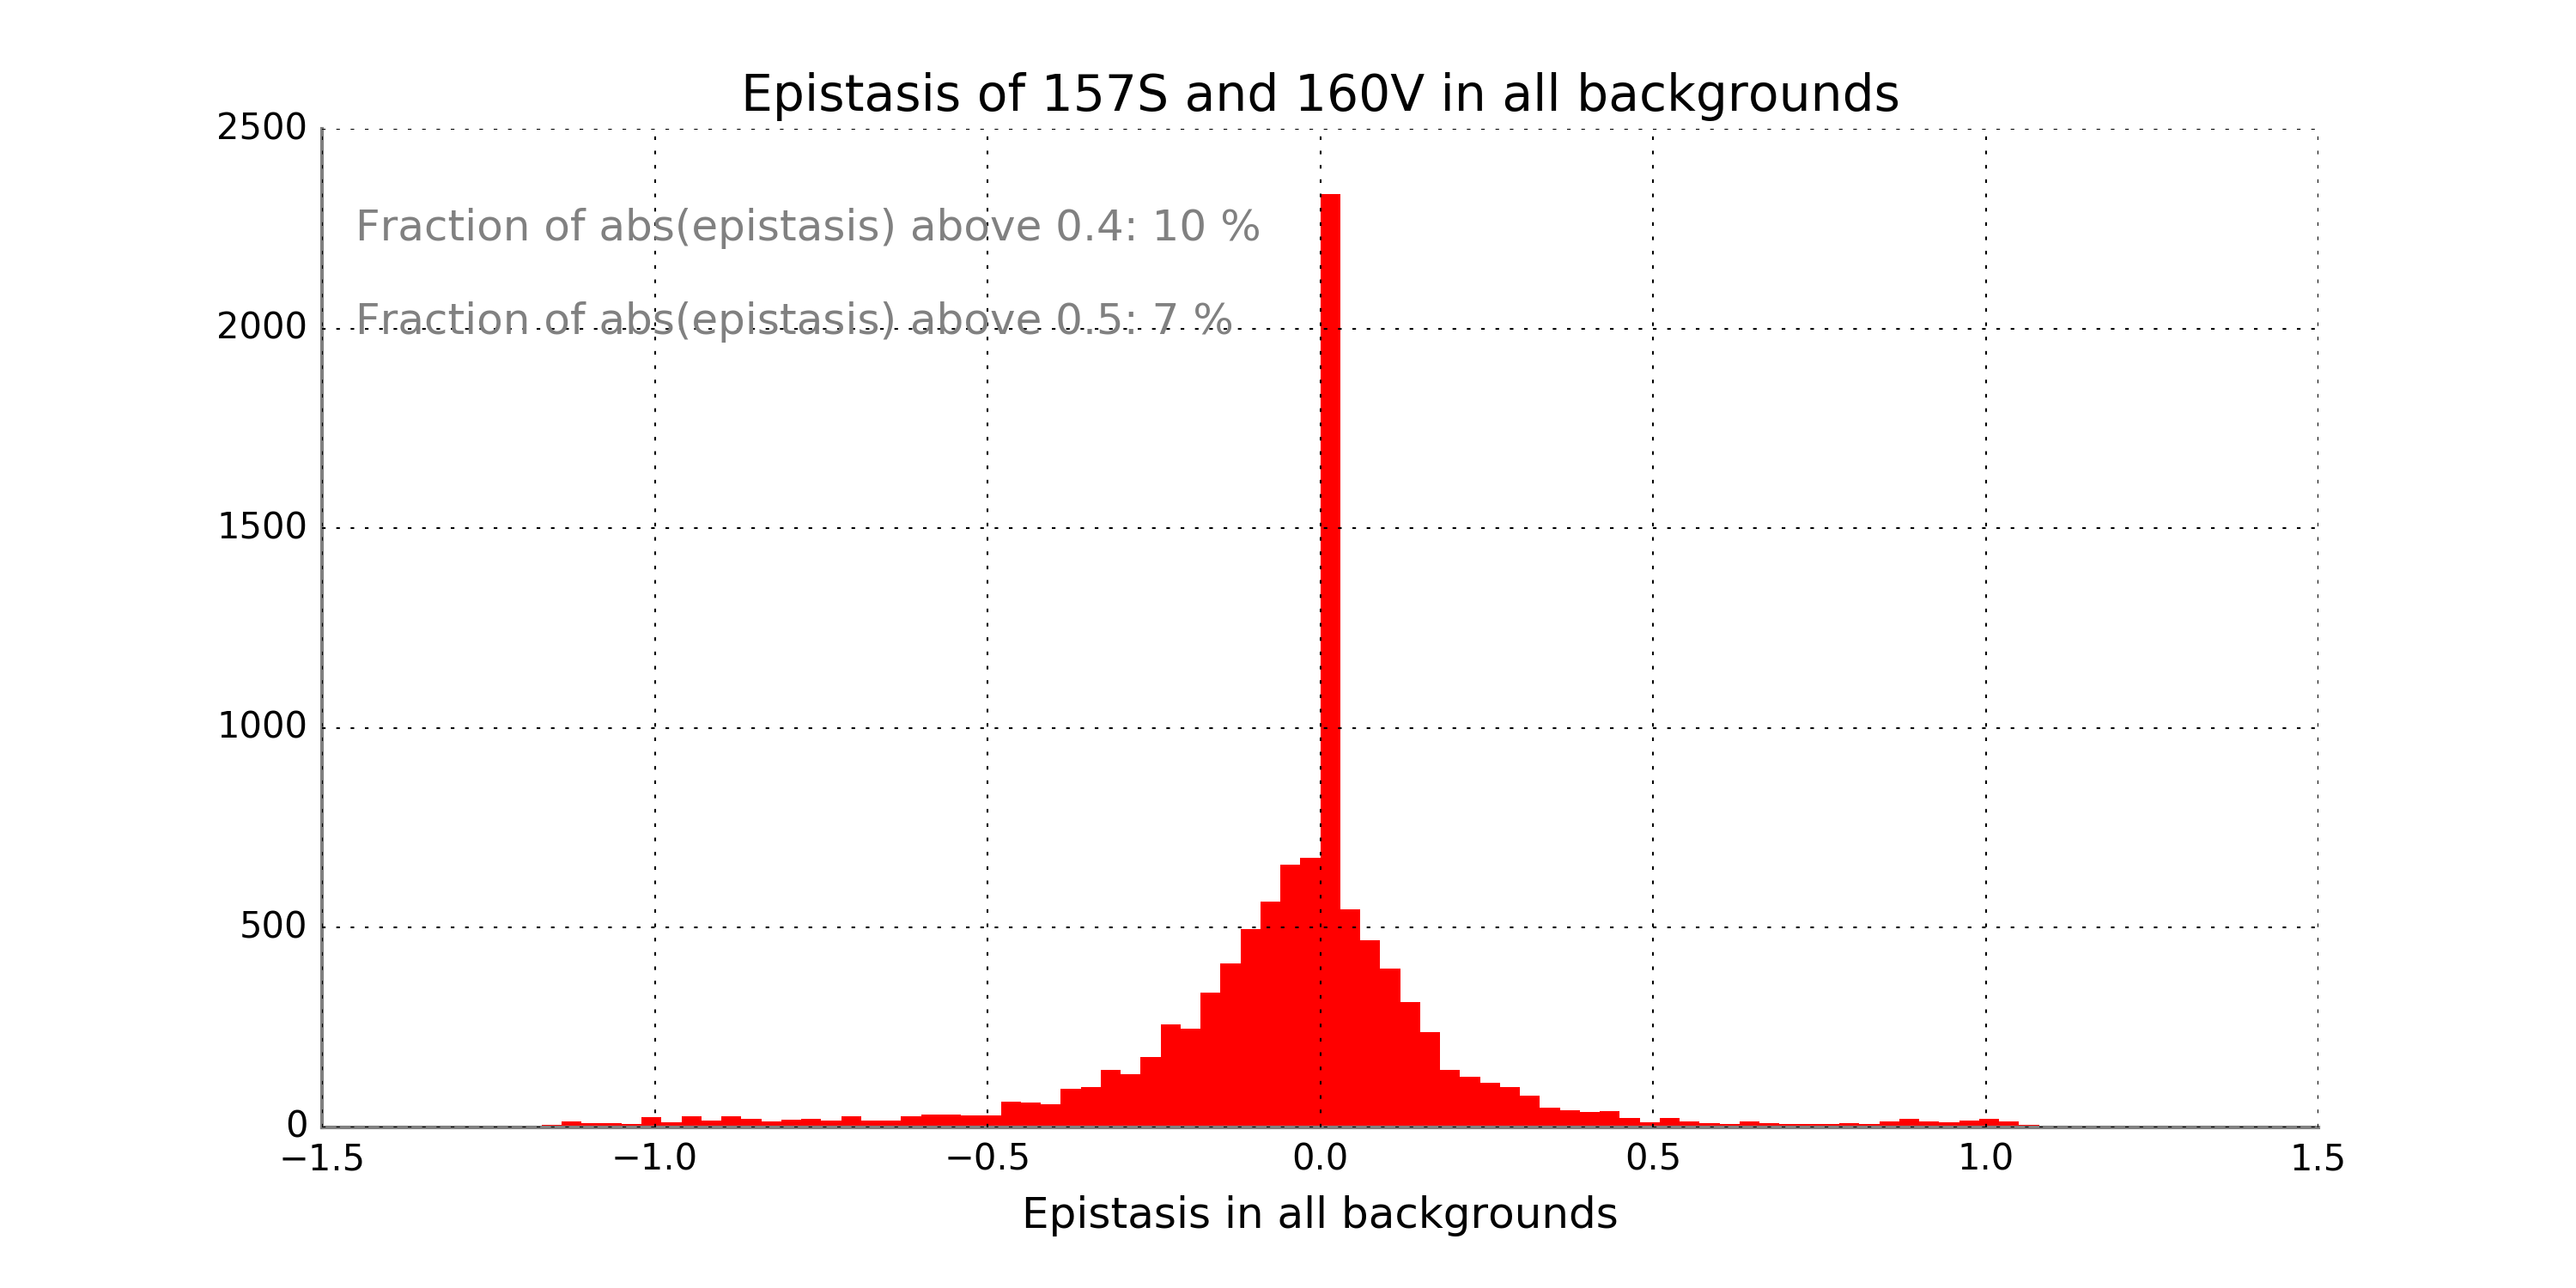 Epistasis of 157S and 160V in all backgrounds
2500
Fraction of abs(epistasis) above 0.4: 10 %
Fraction of abs(epistasis) above 0.5: 7 %
2000
1500
1000
500
0
−1.5 −1.0 −0.5 0.0 0.5 1.0 1.5
Epistasis in all backgrounds